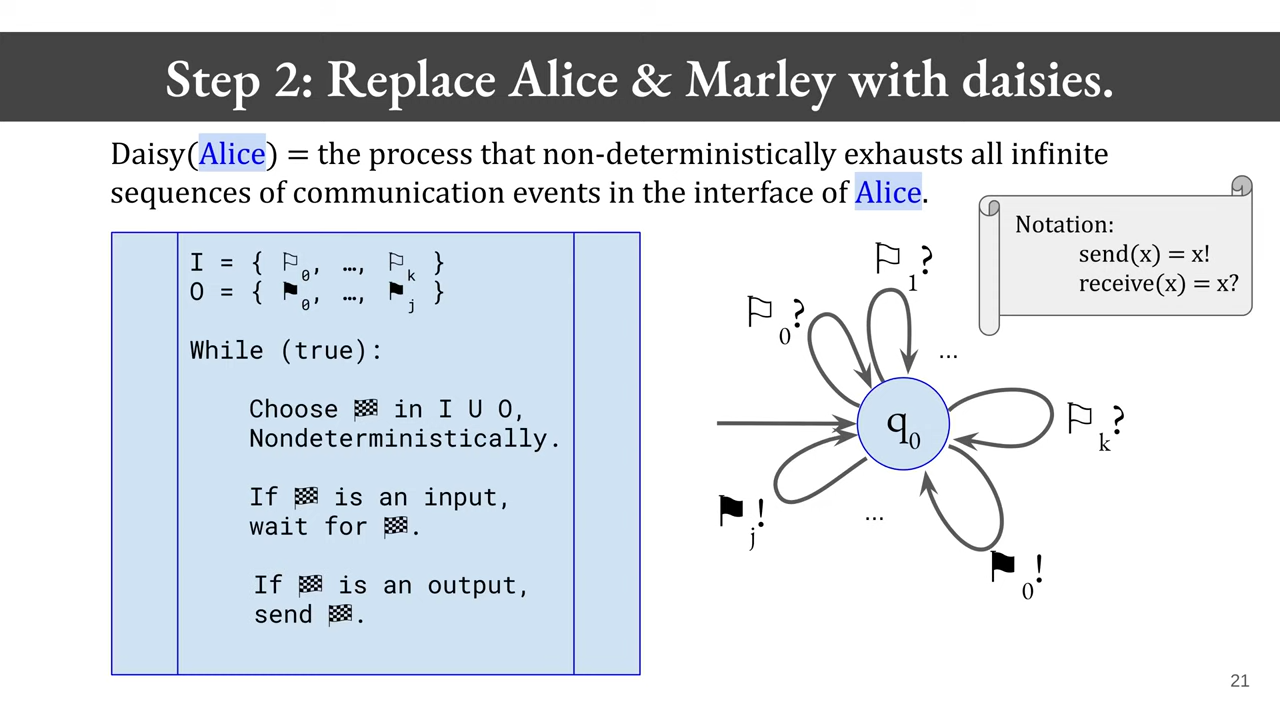 Step 2: Replace Alice & Marley with daisies.
Daisy(Alice) = the process that non-deterministically exhausts all infinite
sequences of communication events in the interface of Alice.
Notation:
send(x) = x!
receive(x) = x?
I = { ⚐0, …, ⚐k }
O = { ⚑0, …, ⚑j }
While (true):
Choose 🏁 in I U O,
Nondeterministically.
If 🏁 is an input,
wait for 🏁.
If 🏁 is an output,
send 🏁.
⚐1?
⚐0?
...
q0
⚐k?
⚑j!
...
⚑0!
21